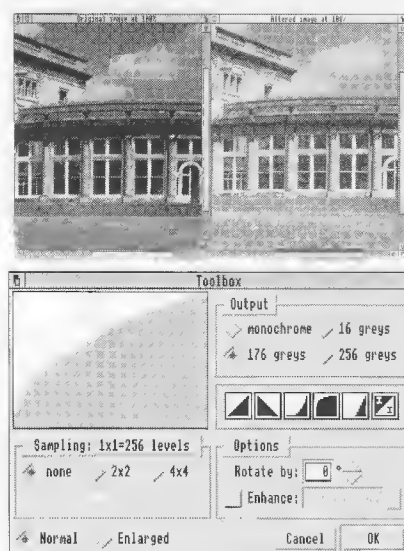 Original image at 100%
Altered image at 100%
Toolbox
Output
monochrome 16 greys
176 greys 256 greys
Sampling: 1x1=256 levels
none 2x2 4x4
Options
Rotate by: 0 °
Enhance:
Normal Enlarged
Cancel OK